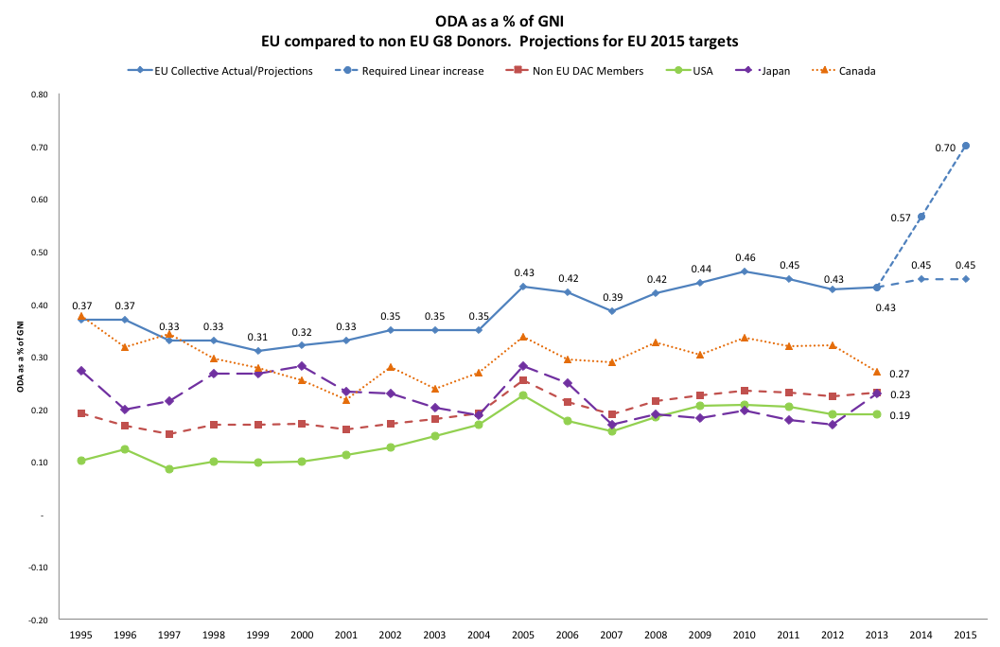 ODA as a % of GNI
EU compared to non EU G8 Donors.  Projections for EU 2015 targets
EU Collective Actual/Projections Required Linear increase Non EU DAC Members USA Japan Canada
0.80
0.70
0.60
0.50
0.40
0.30
0.20
0.10
-
-0.10
-0.20
ODA as a % of GNI
0.37 0.37 0.33 0.33 0.31 0.32 0.33 0.35 0.35 0.35 0.43 0.42 0.39 0.42 0.44 0.46 0.45 0.43 0.43
0.57 0.70
0.45 0.45
0.27
0.23
0.19
1995 1996 1997 1998 1999 2000 2001 2002 2003 2004 2005 2006 2007 2008 2009 2010 2011 2012 2013 2014 2015